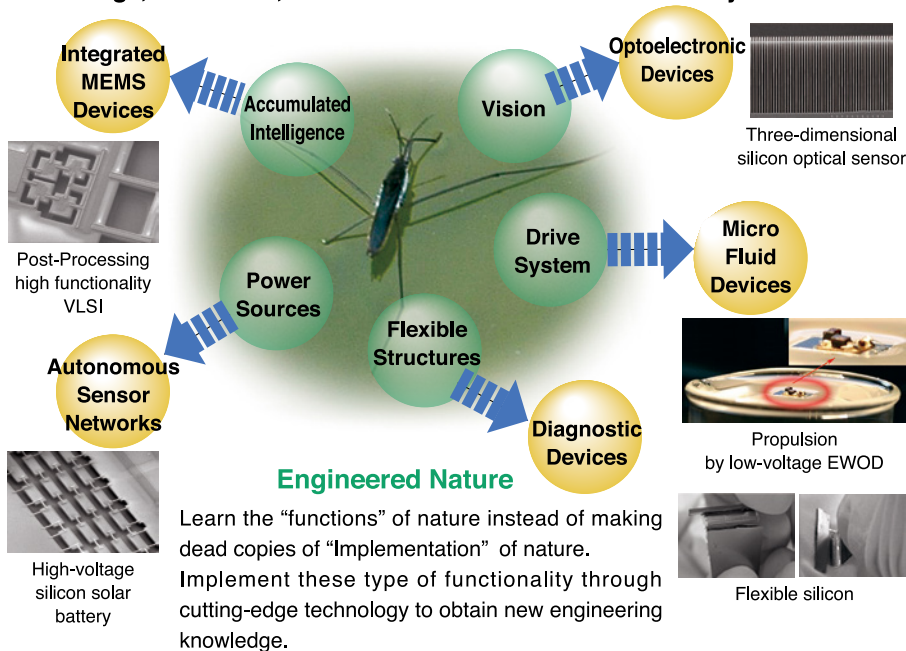 Integrated
MEMS
Devices
Accumulated
Intelligence
Vision
Optoelectronic
Devices
Three-dimensional
silicon optical sensor
Post-Processing
high functionality
VLSI
Power
Sources
Drive
System
Micro
Fluid
Devices
Flexible
Structures
Autonomous
Sensor
Networks
Diagnostic
Devices
Propulsion
by low-voltage EWOD
High-voltage
silicon solar
battery
Flexible silicon
Engineered Nature
Learn the “functions” of nature instead of making
dead copies of “Implementation” of nature.
Implement these type of functionality through
cutting-edge technology to obtain new engineering
knowledge.